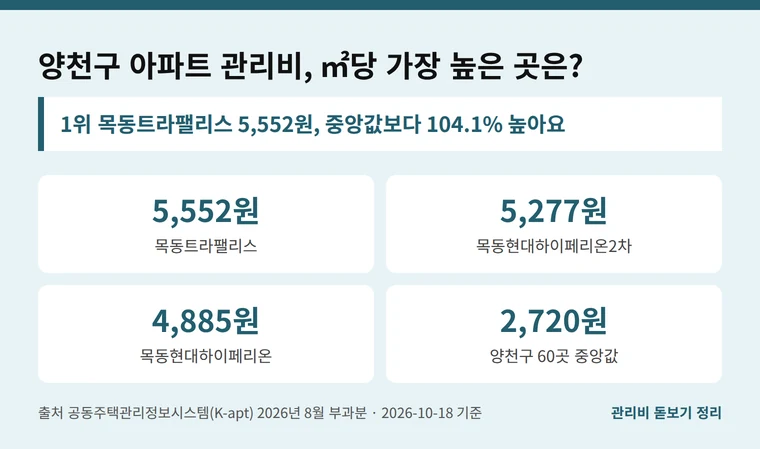 양천구 아파트 관리비, ㎡당 가장 높은 곳은?
1위 목동트라팰리스 5,552원, 중앙값보다 104.1% 높아요
5,552원
목동트라팰리스
5,277원
목동현대하이페리온2차
4,885원
목동현대하이페리온
2,720원
양천구 60곳 중앙값
출처 공동주택관리정보시스템(K-apt) 2026년 8월 부과분 · 2026-10-18 기준
관리비 돋보기 정리